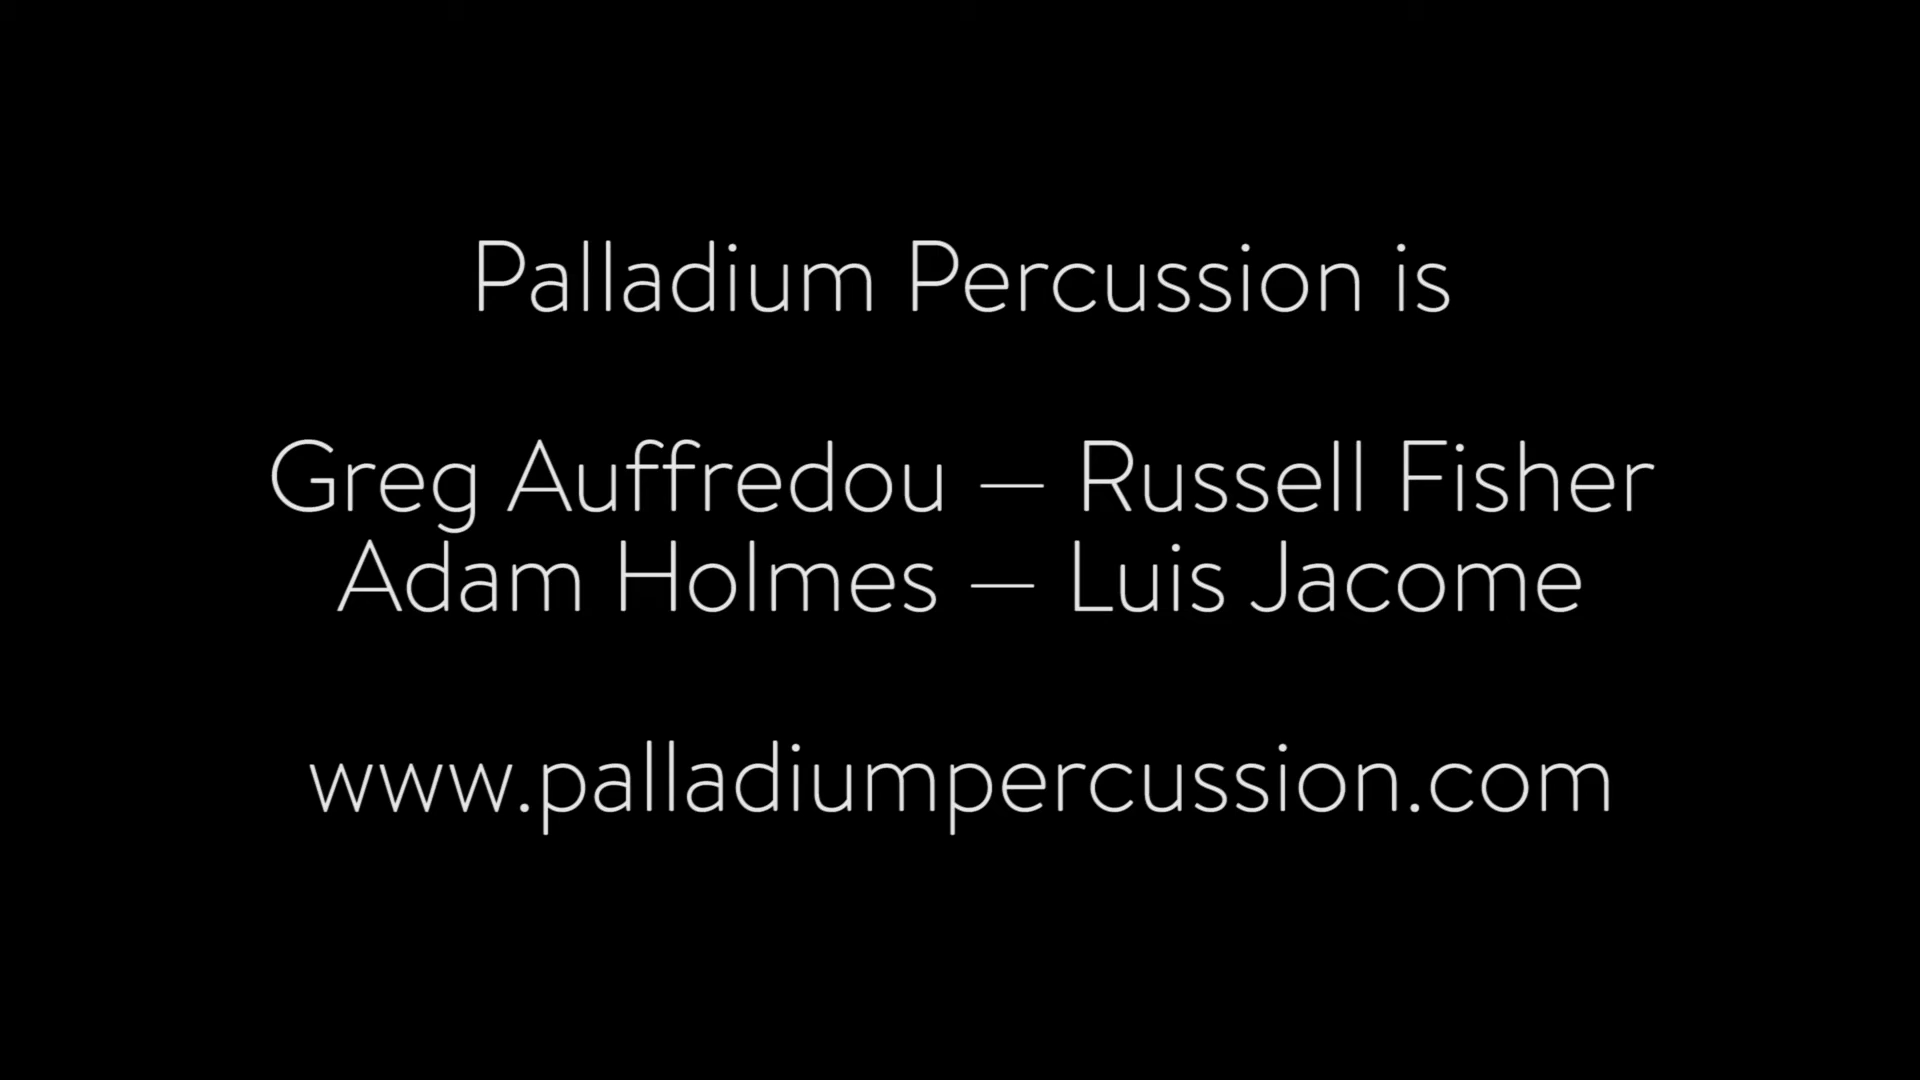 Palladium Percussion is
Greg Auffredou – Russell Fisher
Adam Holmes – Luis Jacome
www.palladiumpercussion.com